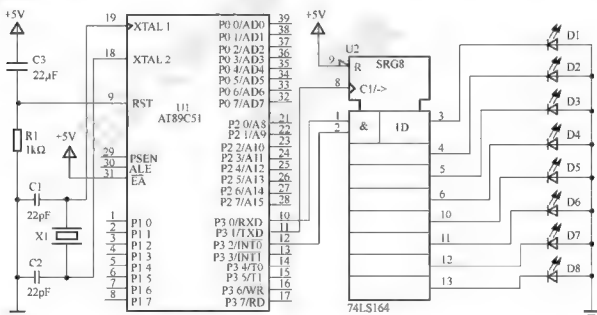 +5V
C3
22μF
R1
1kΩ
+5V
C1
22pF
X1
C2
22pF
19
XTAL 1
18
XTAL2
9
RST
29
PSEN
30
ALE
31
EA
1
P1 0
2
P1 1
3
P1 2
4
P1 3
5
P1 4
6
P1 5
7
P1 6
8
P1 7
U1
AT89C51
P0 0/AD0
39
P0 1/AD1
38
P0 2/AD2
37
P0 3/AD3
36
P0 4/AD4
35
P0 5/AD5
34
P0 6/AD6
33
P0 7/AD7
32
P2 0/A8
21
P2 1/A9
22
P2 2/A10
23
P2 3/A11
24
P2 4/A12
25
P2 5/A13
26
P2 6/A14
27
P2 7/A15
28
P3 0/RXD
10
P3 1/TXD
11
P3 2/INT0
12
P3 3/INT1
13
P3 4/T0
14
P3 5/T1
15
P3 6/WR
16
P3 7/RD
17
+5V
U2
SRG8
9
R
8
C1/->
1
2
&
1D
3
4
5
6
10
11
12
13
74LS164
D1
D2
D3
D4
D5
D6
D7
D8